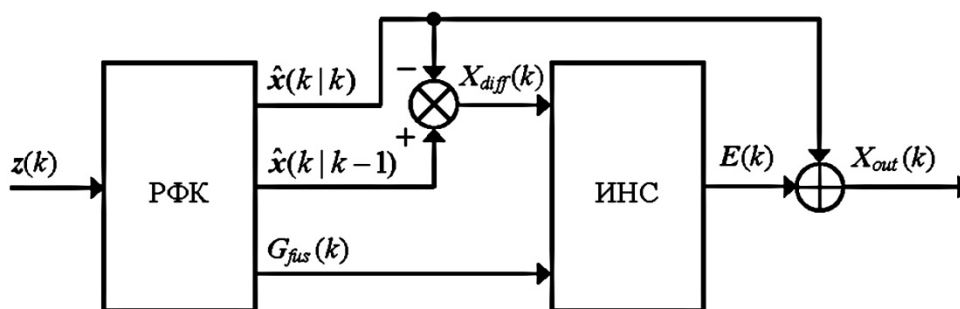 x̂(k|k)
−
X_diff(k)
+
z(k)
x̂(k|k−1)
РФК
ИНС
E(k)
X_out(k)
G_fus(k)